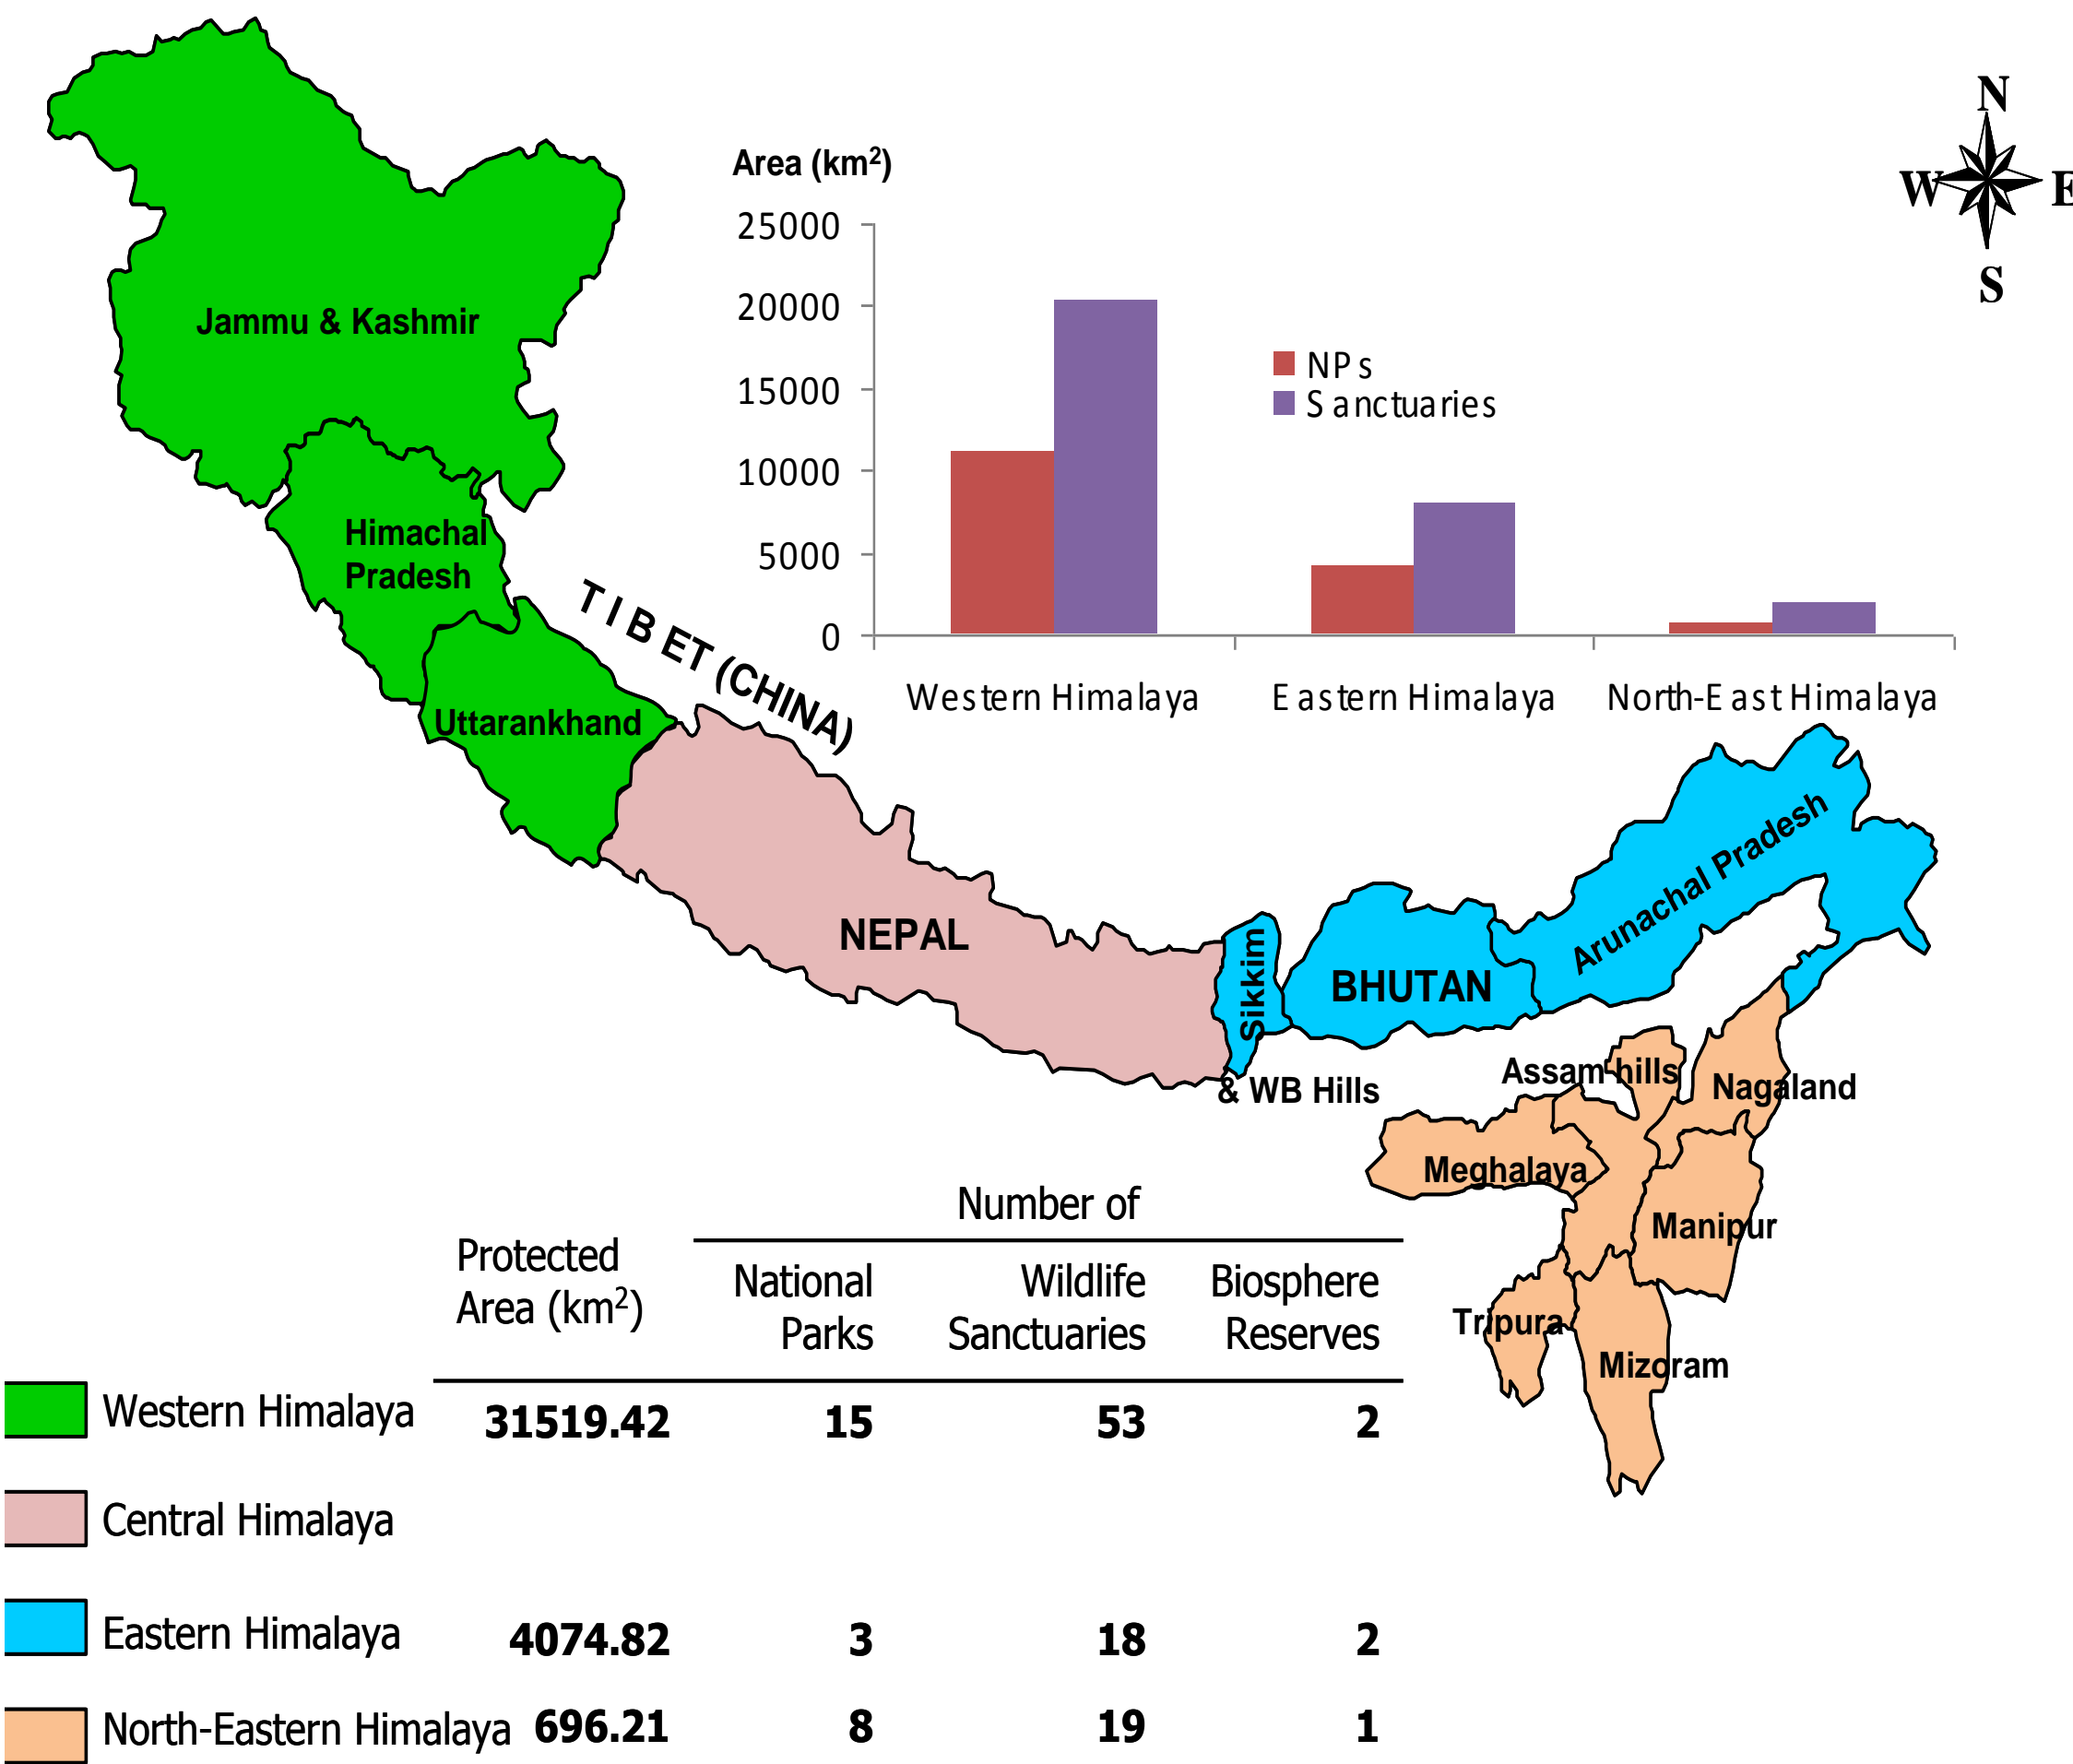 N
W E
S
Area (km²)
25000
20000
15000
10000
5000
0
NPs
Sanctuaries
Western Himalaya Eastern Himalaya North-East Himalaya
Jammu & Kashmir
Himachal
Pradesh
Uttarankhand
TIBET (CHINA)
NEPAL
Sikkim
& WB Hills
BHUTAN
Arunachal Pradesh
Assam hills
Nagaland
Meghalaya
Manipur
Tripura
Mizoram
Number of
Protected
Area (km²)
National
Parks
Wildlife
Sanctuaries
Biosphere
Reserves
Western Himalaya 31519.42 15 53 2
Central Himalaya
Eastern Himalaya 4074.82 3 18 2
North-Eastern Himalaya 696.21 8 19 1